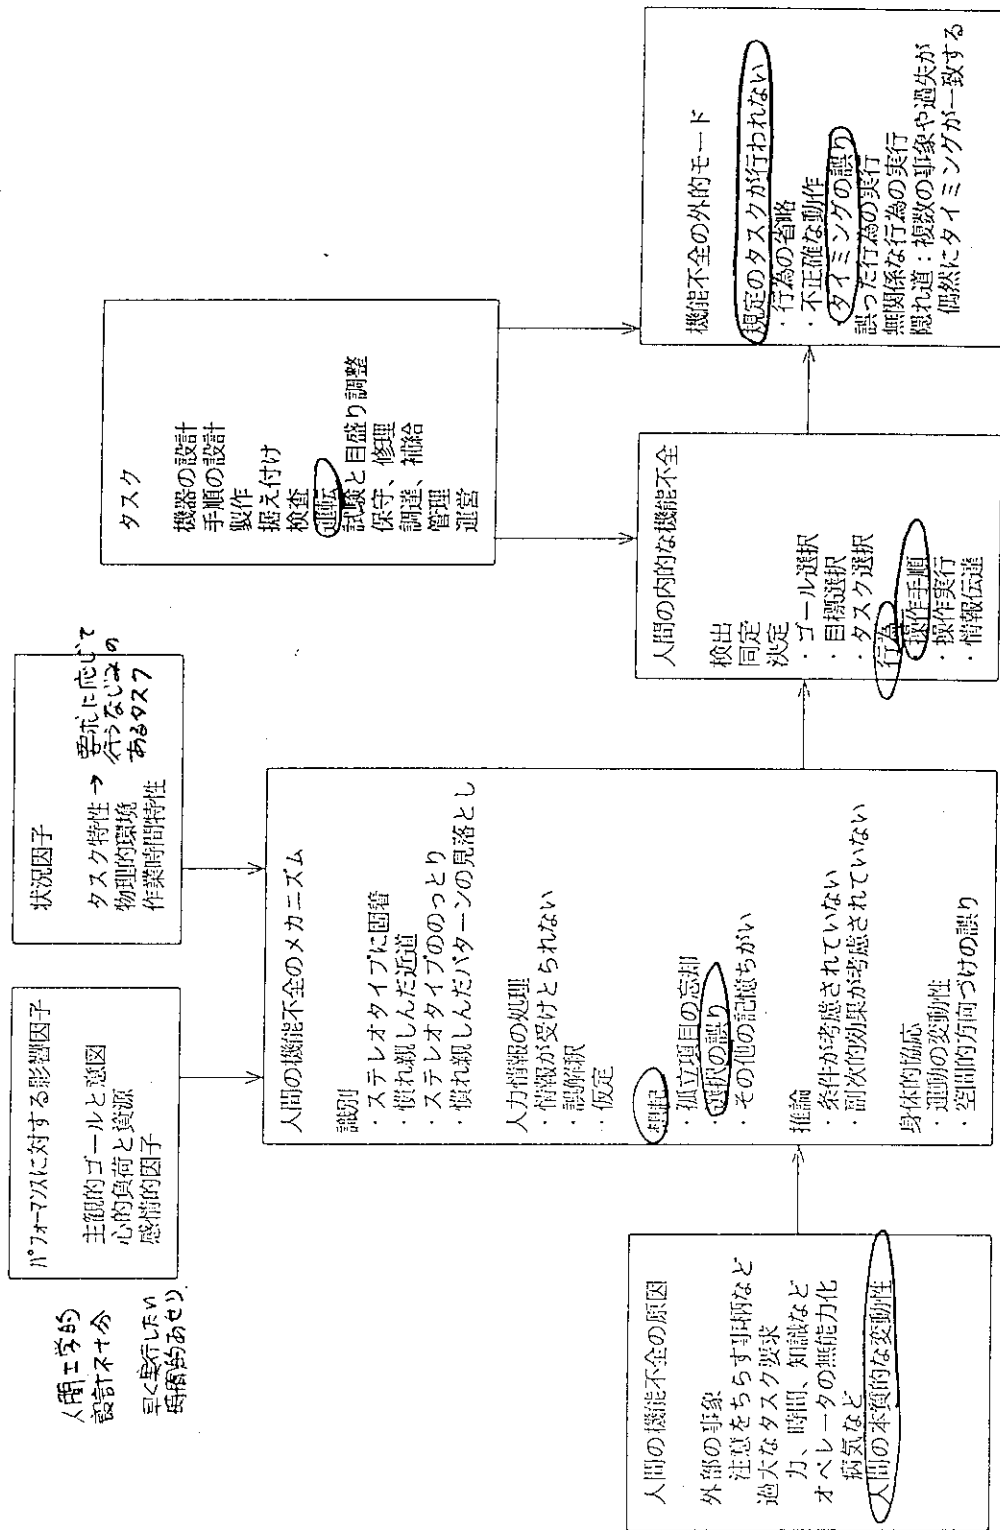 パフォーマンスに対する影響因子
主観的ゴールと意図
心的負荷と資源
感情的因子
人間工学的
設計不十分
早く実行したい
時間的あせり
状況因子
タスク特性→
要求に応じて
行うなじみの
あるタスク
物理的環境
作業時間特性
タスク
機器の設計
手順の設計
製作
据え付け
検査
運転
試験と目盛り調整
保守、修理
調達、補給
管理
運営
人間の機能不全の原因
外部の事象
注意をちらす事柄など
過大なタスク要求
力、時間、知識など
オペレータの無能力化
病気など
人間の本質的な変動性
人間の機能不全のメカニズム
識別
・ステレオタイプに固着
・慣れ親しんだ近道
・ステレオタイプののっとり
・慣れ親しんだパターンの見落とし
入力情報の処理
・情報が受けとられない
・誤解釈
・仮定
想起
・孤立項目の忘却
・選択の誤り
・その他の記憶ちがい
推論
・条件が考慮されていない
・副次的効果が考慮されていない
身体的協応
・運動の変動性
・空間的方向づけの誤り
人間の内的な機能不全
検出
同定
決定
・ゴール選択
・目標選択
・タスク選択
行為
・操作手順
・操作実行
・情報伝達
機能不全の外的モード
規定のタスクが行われない
・行為の省略
・不正確な動作
・タイミングの誤り
誤った行為の実行
無関係な行為の実行
隠れ道：複数の事象や過失が
偶然にタイミングが一致する